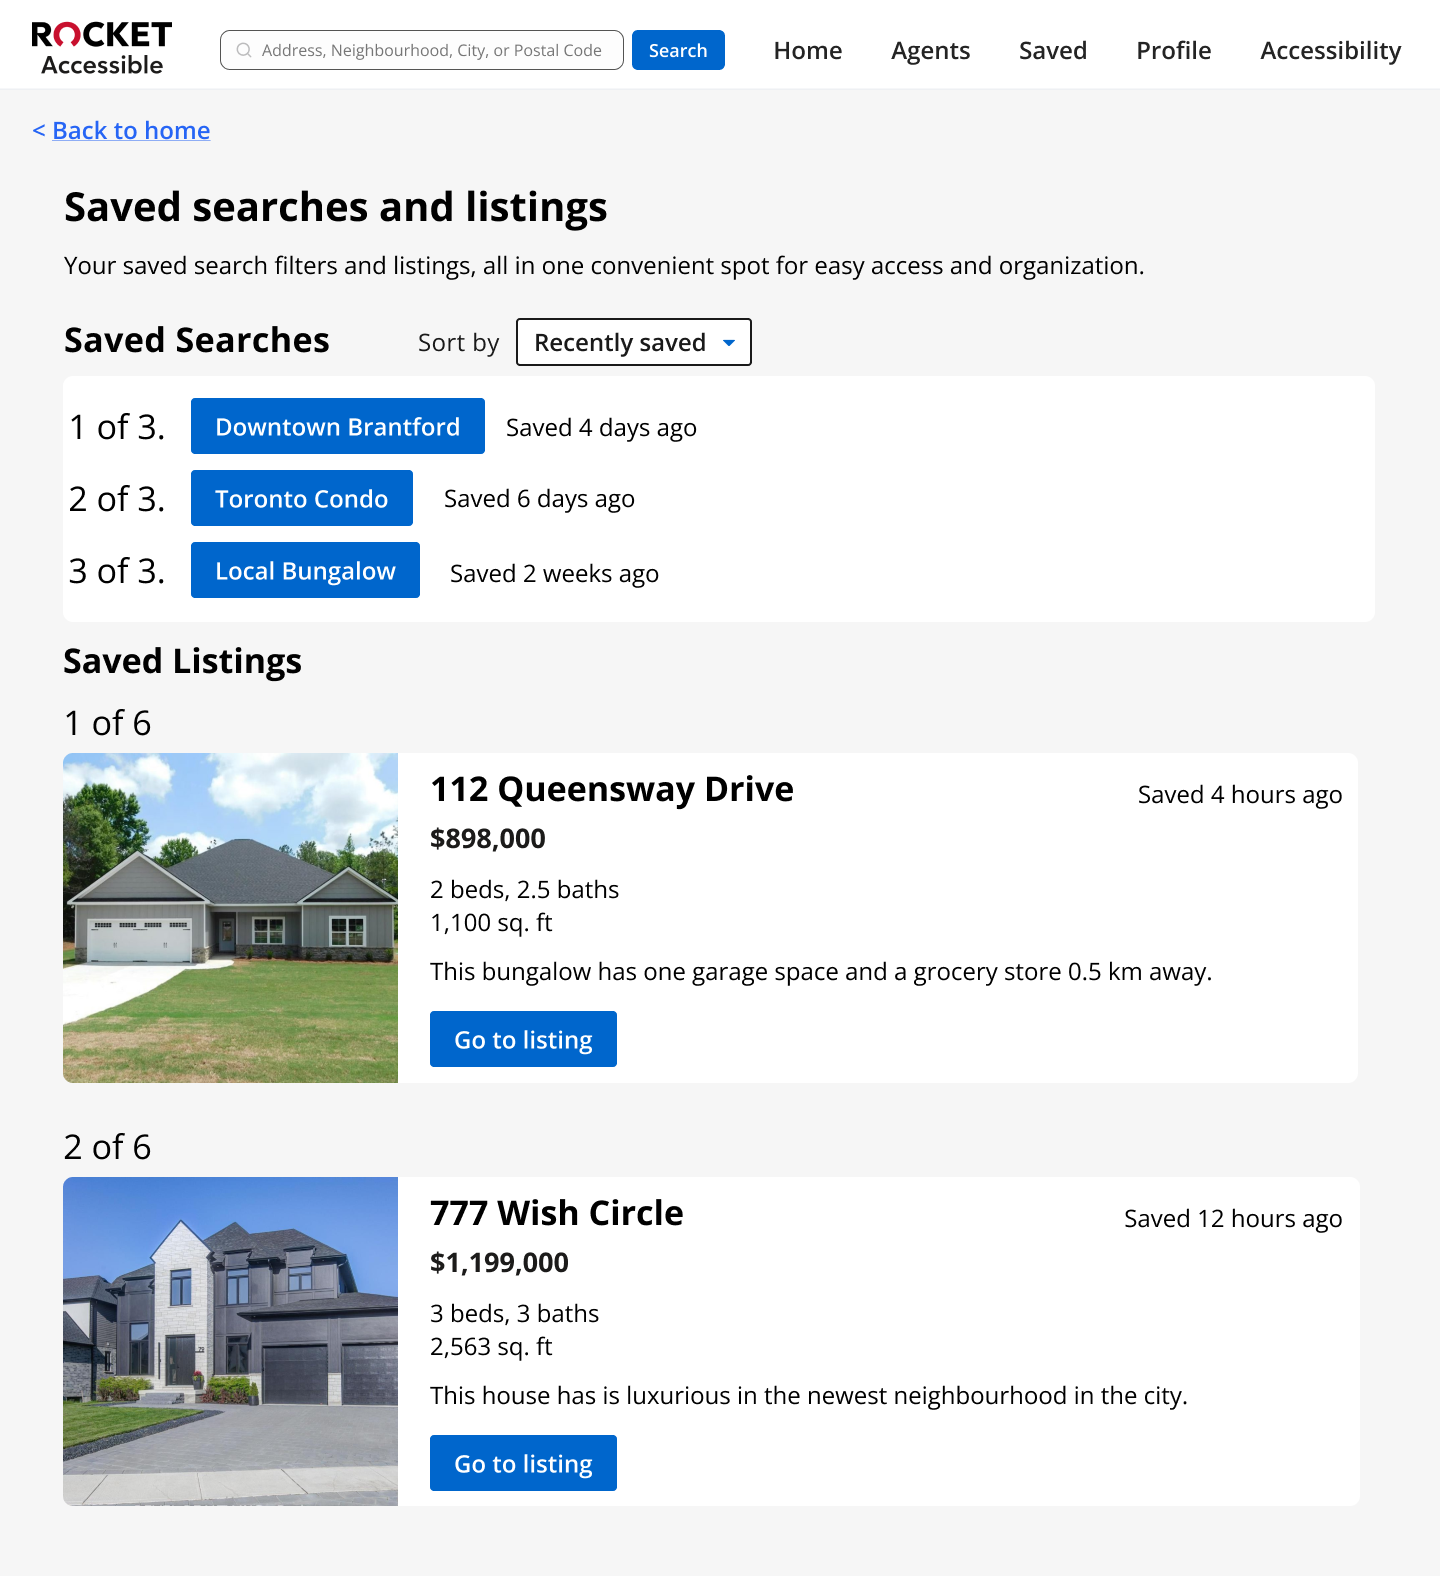 ROCKET
Accessible
Address, Neighbourhood, City, or Postal Code
Search
Home
Agents
Saved
Profile
Accessibility
< Back to home
Saved searches and listings
Your saved search filters and listings, all in one convenient spot for easy access and organization.
Saved Searches
Sort by
Recently saved
1 of 3.
Downtown Brantford
Saved 4 days ago
2 of 3.
Toronto Condo
Saved 6 days ago
3 of 3.
Local Bungalow
Saved 2 weeks ago
Saved Listings
1 of 6
112 Queensway Drive
Saved 4 hours ago
$898,000
2 beds, 2.5 baths
1,100 sq. ft
This bungalow has one garage space and a grocery store 0.5 km away.
Go to listing
2 of 6
777 Wish Circle
Saved 12 hours ago
$1,199,000
3 beds, 3 baths
2,563 sq. ft
This house has is luxurious in the newest neighbourhood in the city.
Go to listing